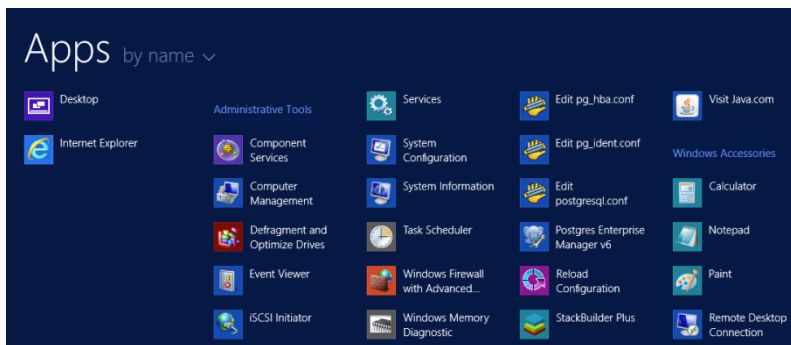 Apps by name
Desktop
Internet Explorer
Administrative Tools
Component
Services
Computer
Management
Defragment and
Optimize Drives
Event Viewer
iSCSI Initiator
Services
System
Configuration
System Information
Task Scheduler
Windows Firewall
with Advanced...
Windows Memory
Diagnostic
Edit pg_hba.conf
Edit pg_ident.conf
Edit
postgresql.conf
Postgres Enterprise
Manager v6
Reload
Configuration
StackBuilder Plus
Visit Java.com
Windows Accessories
Calculator
Notepad
Paint
Remote Desktop
Connection